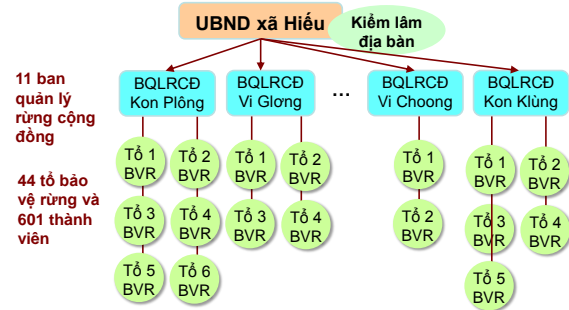 UBND xã Hiếu
Kiểm lâm
địa bàn
11 ban
quản lý
rừng cộng
đồng
BQLRCĐ
Kon Plông
BQLRCĐ
Vi Glơng
...
BQLRCĐ
Vi Choong
BQLRCĐ
Kon Klùng
44 tổ bảo
vệ rừng và
601 thành
viên
Tổ 1
BVR
Tổ 2
BVR
Tổ 1
BVR
Tổ 2
BVR
Tổ 1
BVR
Tổ 1
BVR
Tổ 2
BVR
Tổ 3
BVR
Tổ 4
BVR
Tổ 3
BVR
Tổ 4
BVR
Tổ 2
BVR
Tổ 3
BVR
Tổ 4
BVR
Tổ 5
BVR
Tổ 6
BVR
Tổ 5
BVR